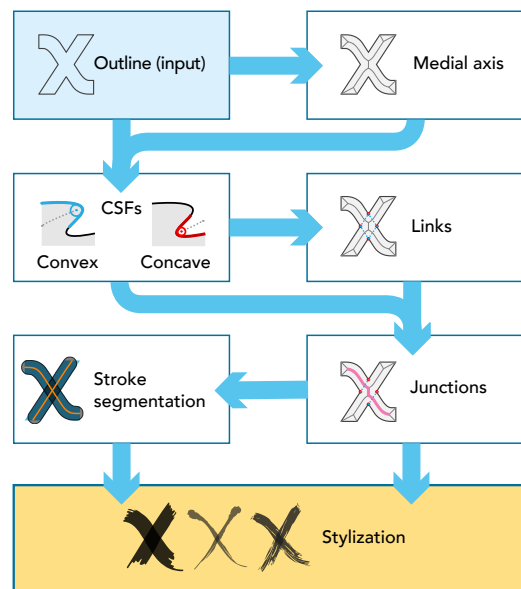 Outline (input)
Medial axis
CSFs
Convex
Concave
Links
Stroke
segmentation
Junctions
Stylization